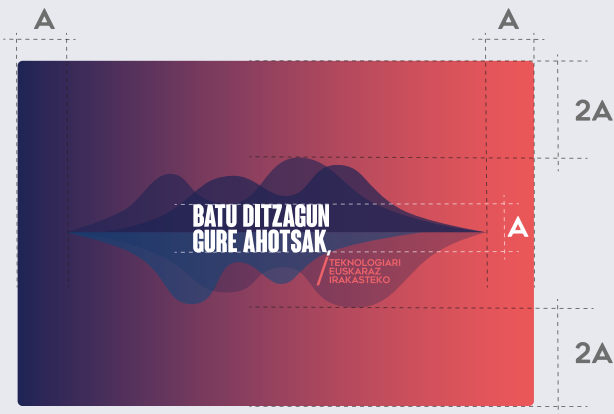 A
A
2A
BATU DITZAGUN
GURE AHOTSAK,
A
TEKNOLOGIARI
EUSKARAZ
IRAKASTEKO
2A